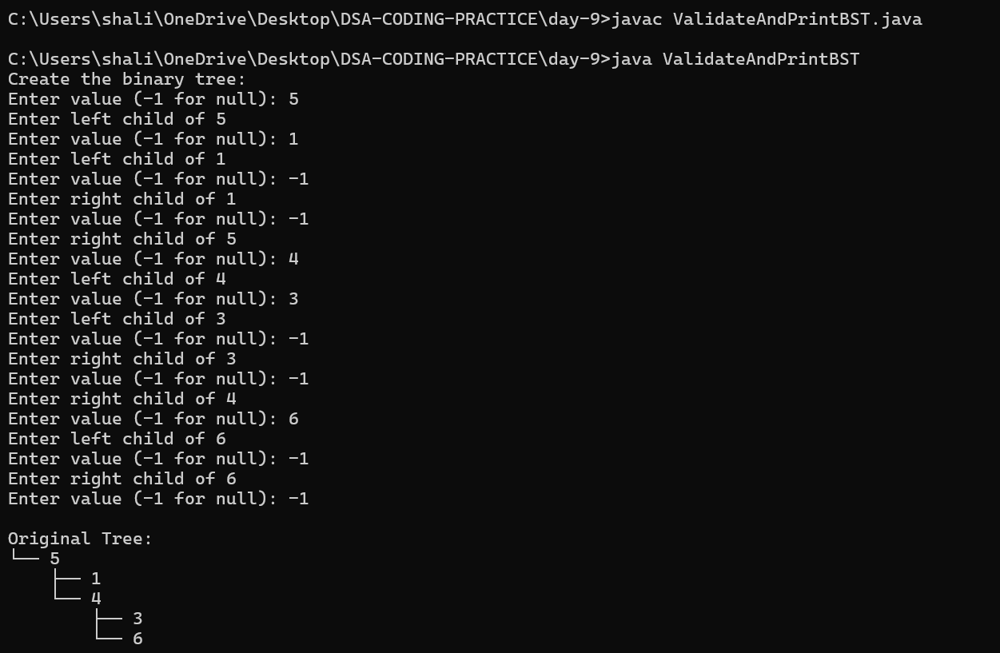 C:\Users\shali\OneDrive\Desktop\DSA-CODING-PRACTICE\day-9>javac ValidateAndPrintBST.java
C:\Users\shali\OneDrive\Desktop\DSA-CODING-PRACTICE\day-9>java ValidateAndPrintBST
Create the binary tree:
Enter value (-1 for null): 5
Enter left child of 5
Enter value (-1 for null): 1
Enter left child of 1
Enter value (-1 for null): -1
Enter right child of 1
Enter value (-1 for null): -1
Enter right child of 5
Enter value (-1 for null): 4
Enter left child of 4
Enter value (-1 for null): 3
Enter left child of 3
Enter value (-1 for null): -1
Enter right child of 3
Enter value (-1 for null): -1
Enter right child of 4
Enter value (-1 for null): 6
Enter left child of 6
Enter value (-1 for null): -1
Enter right child of 6
Enter value (-1 for null): -1

Original Tree:
└── 5
    ├── 1
    └── 4
        ├── 3
        └── 6